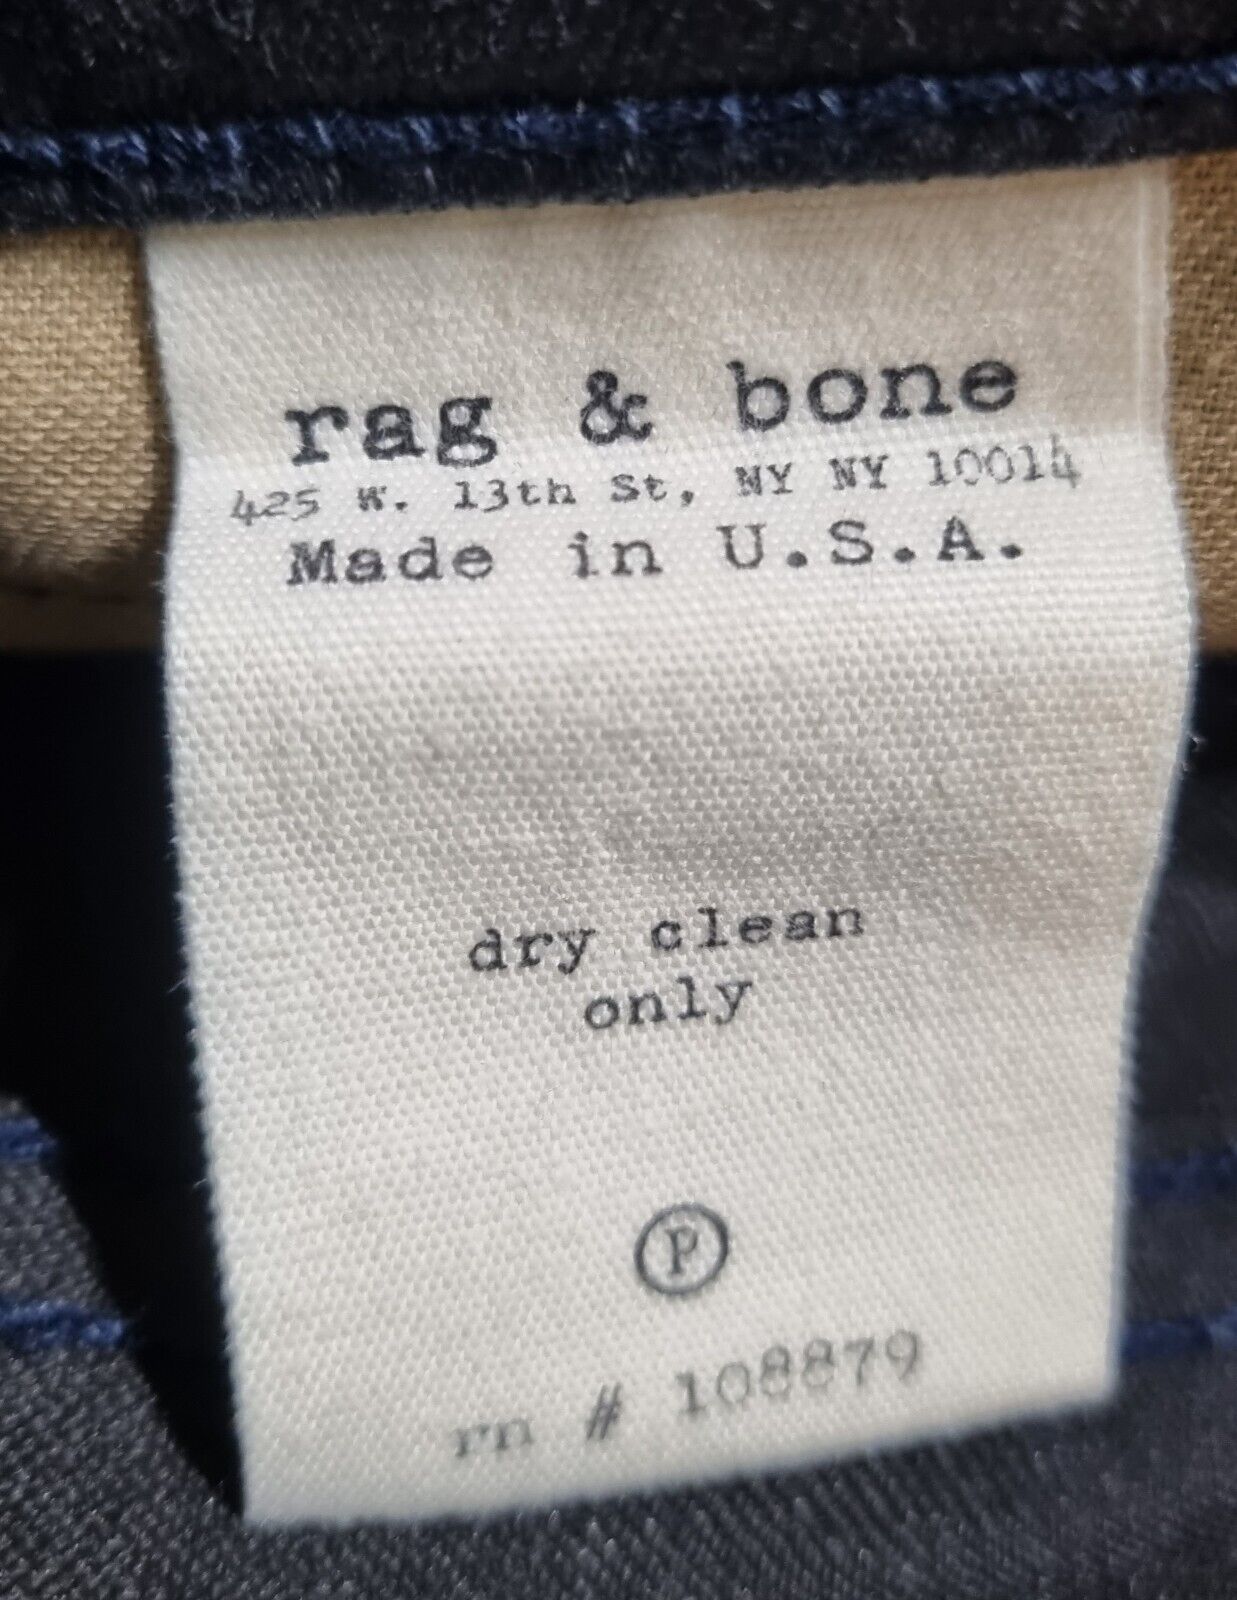 rag & bone
425 W. 13th St, NY NY 10014
Made in U.S.A.
dry clean
only
P
rn # 108879